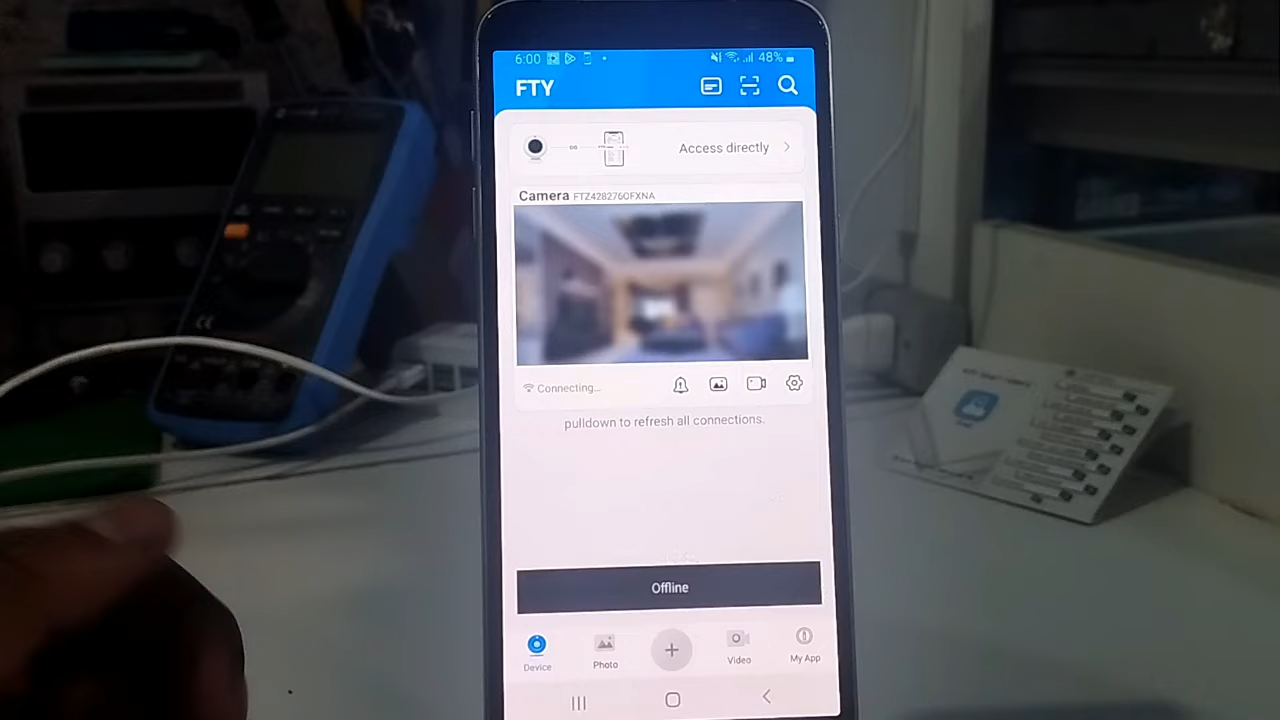 6:00 48%
FTY
Access directly
Camera FTZ428276OFXNA
Connecting...
pulldown to refresh all connections.
Offline
Device
Photo
Video
My App
CE